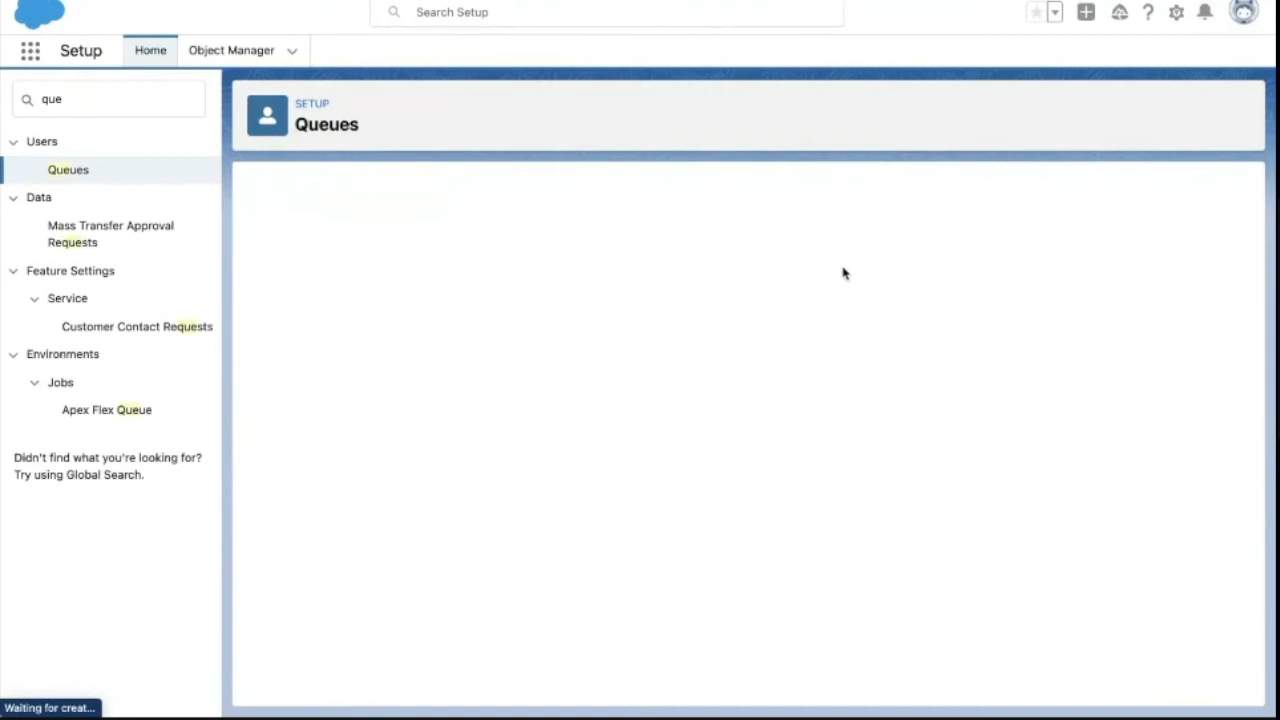 Search Setup
Setup
Home
Object Manager
que
Users
Queues
Data
Mass Transfer Approval
Requests
Feature Settings
Service
Customer Contact Requests
Environments
Jobs
Apex Flex Queue
Didn't find what you're looking for?
Try using Global Search.
SETUP
Queues
Waiting for creat...